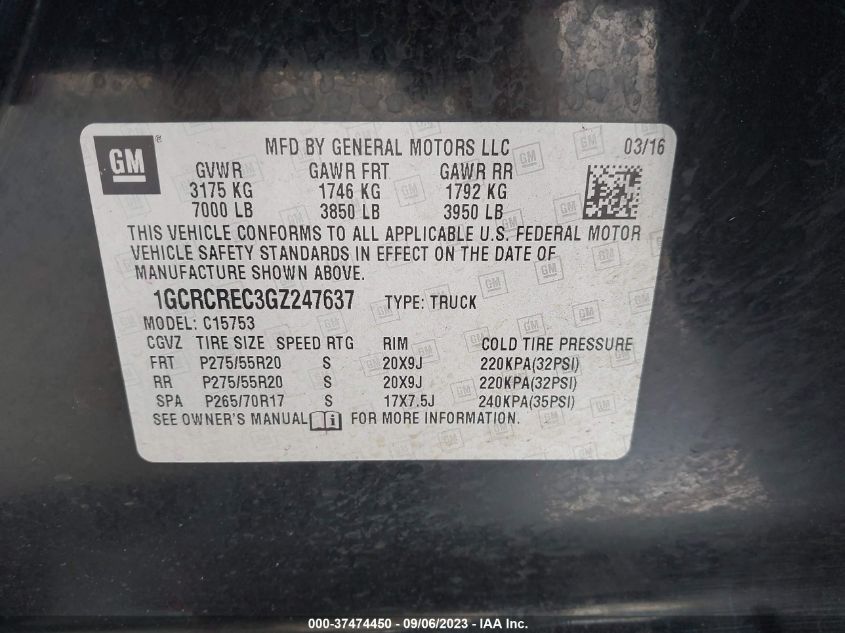 GM
MFD BY GENERAL MOTORS LLC 03/16
GVWR GAWR FRT GAWR RR
3175 KG 1746 KG 1792 KG
7000 LB 3850 LB 3950 LB
THIS VEHICLE CONFORMS TO ALL APPLICABLE U.S. FEDERAL MOTOR
VEHICLE SAFETY STANDARDS IN EFFECT ON THE DATE OF
MANUFACTURE SHOWN ABOVE.
1GCRCREC3GZ247637 TYPE: TRUCK
MODEL: C15753
CGVZ TIRE SIZE SPEED RTG RIM COLD TIRE PRESSURE
FRT P275/55R20 S 20X9J 220KPA(32PSI)
RR P275/55R20 S 20X9J 220KPA(32PSI)
SPA P265/70R17 S 17X7.5J 240KPA(35PSI)
SEE OWNER'S MANUAL FOR MORE INFORMATION.
000-37474450 - 09/06/2023 - IAA Inc.